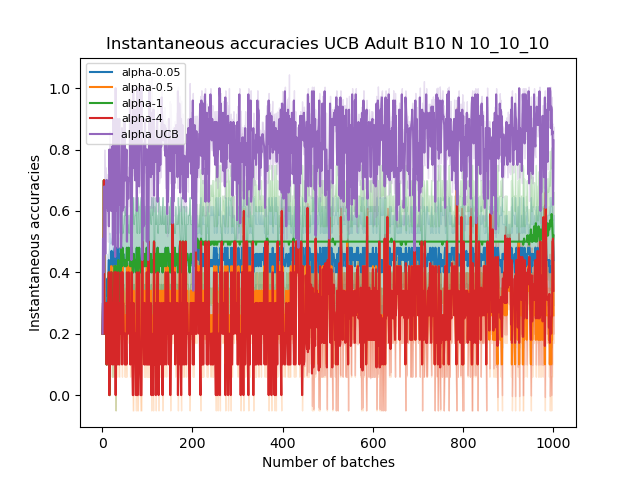 Instantaneous accuracies UCB Adult B10 N 10_10_10
alpha-0.05
alpha-0.5
alpha-1
alpha-4
alpha UCB
1.0
0.8
0.6
0.4
0.2
0.0
Instantaneous accuracies
0 200 400 600 800 1000
Number of batches